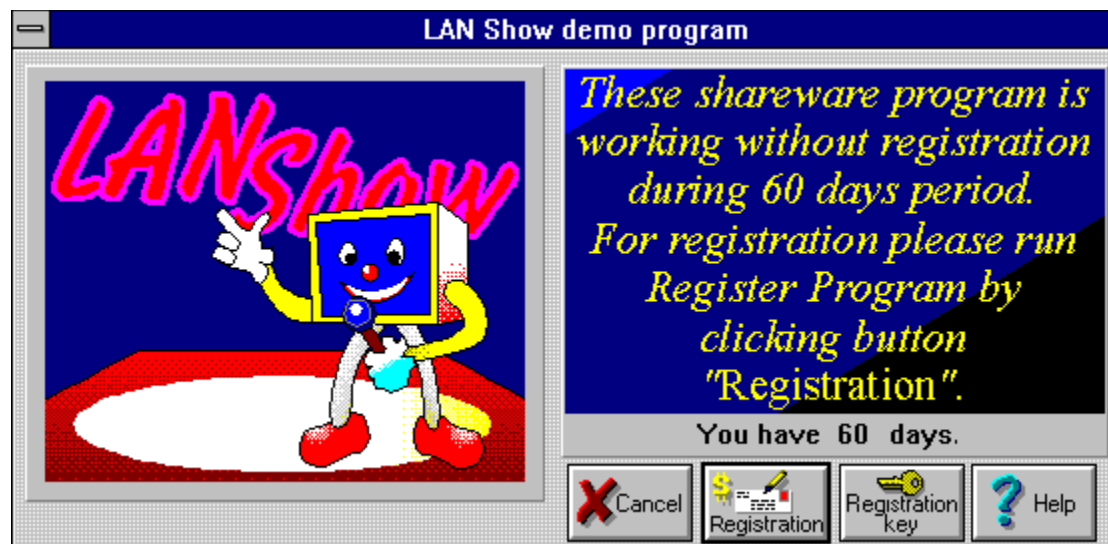 LAN Show demo program
LANShow
These shareware program is
working without registration
during 60 days period.
For registration please run
Register Program by
clicking button
"Registration".
You have 60 days.
Cancel
$
Registration
Registration
key
? Help